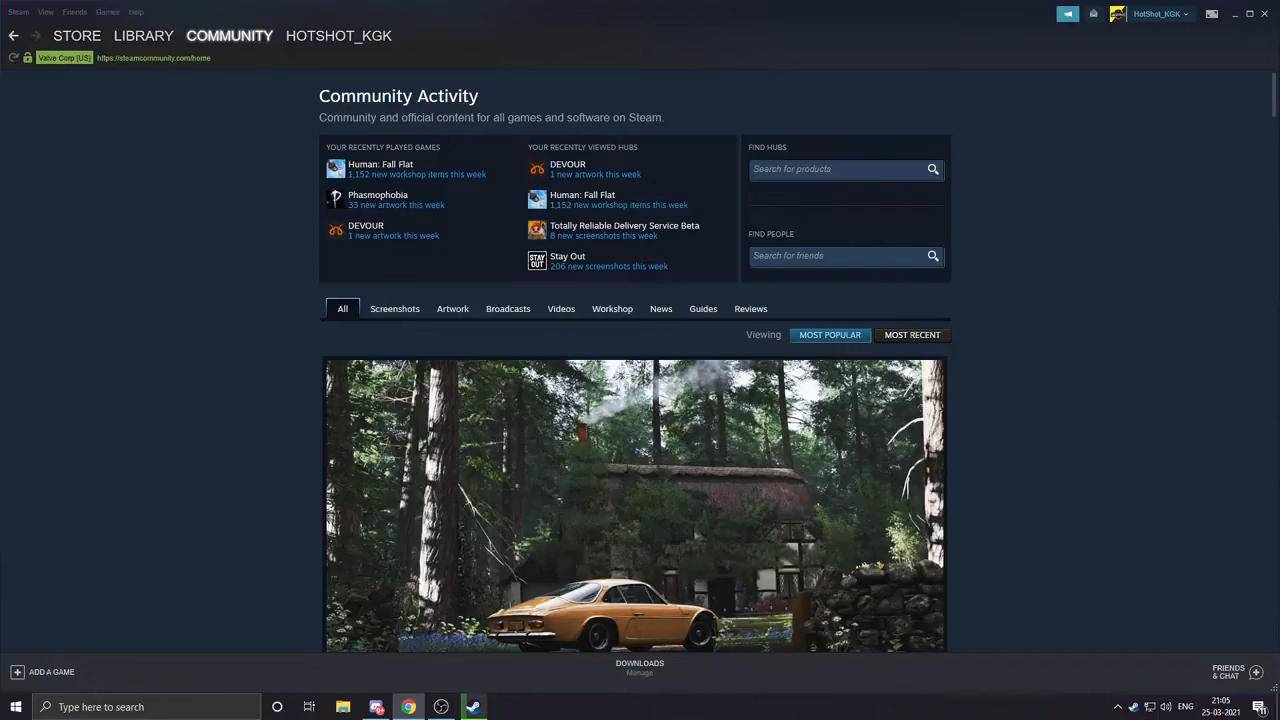 Steam View Friends Games Help
HotShot_KGK
STORE LIBRARY COMMUNITY HOTSHOT_KGK
Valve Corp [US] https://steamcommunity.com/home
Community Activity
Community and official content for all games and software on Steam.
YOUR RECENTLY PLAYED GAMES
Human: Fall Flat
1,152 new workshop items this week
Phasmophobia
33 new artwork this week
DEVOUR
1 new artwork this week
YOUR RECENTLY VIEWED HUBS
DEVOUR
1 new artwork this week
Human: Fall Flat
1,152 new workshop items this week
Totally Reliable Delivery Service Beta
8 new screenshots this week
STAY
OUT
Stay Out
206 new screenshots this week
FIND HUBS
Search for products
FIND PEOPLE
Search for friends
All Screenshots Artwork Broadcasts Videos Workshop News Guides Reviews
Viewing MOST POPULAR MOST RECENT
ADD A GAME
DOWNLOADS
Manage
FRIENDS
& CHAT
Type here to search
ENG
21:05
25-03-2021